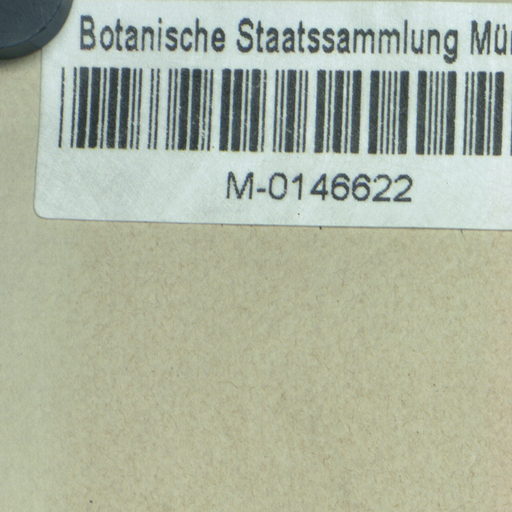 Botanische Staatssammlung Mü
M-0146622